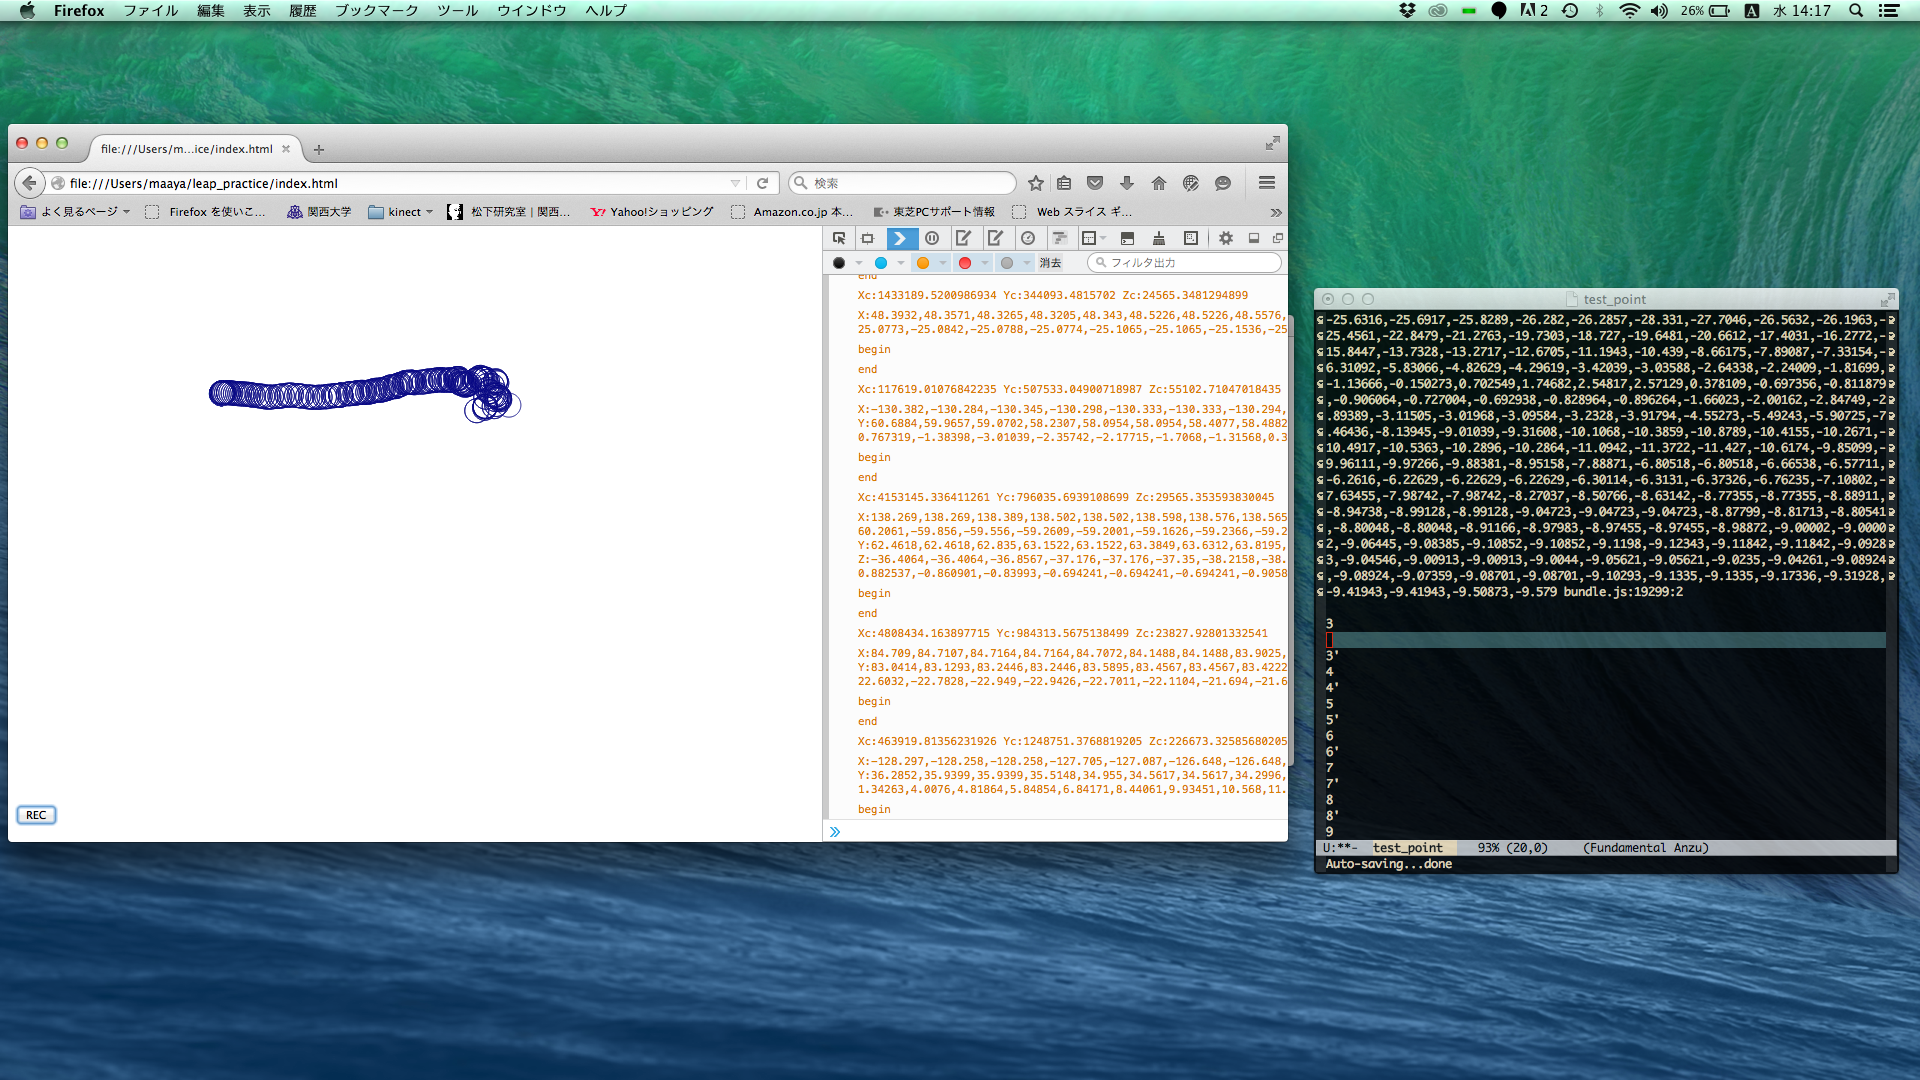 Firefox ファイル 編集 表示 履歴 ブックマーク ツール ウインドウ ヘルプ 2 26% A 水 14:17
file:///Users/m...ice/index.html
file:///Users/maaya/leap_practice/index.html 検索
よく見るページ Firefox を使いこ... 関西大学 kinect 松下研究室 | 関西... Yahoo!ショッピング Amazon.co.jp 本... 東芝PCサポート情報 Web スライス ギ...
消去 フィルタ出力
end
Xc:1433189.5200986934 Yc:344093.4815702 Zc:24565.3481294899
X:48.3932,48.3571,48.3265,48.3205,48.343,48.5226,48.5226,48.5576,
25.0773,-25.0842,-25.0788,-25.0774,-25.1065,-25.1065,-25.1536,-25
begin
end
Xc:117619.01076842235 Yc:507533.04900718987 Zc:55102.71047018435
X:-130.382,-130.284,-130.345,-130.298,-130.333,-130.333,-130.294,
Y:60.6884,59.9657,59.0702,58.2307,58.0954,58.0954,58.4077,58.4882
0.767319,-1.38398,-3.01039,-2.35742,-2.17715,-1.7068,-1.31568,0.3
begin
end
Xc:4153145.336411261 Yc:796035.6939108699 Zc:29565.353593830045
X:138.269,138.269,138.389,138.502,138.502,138.598,138.576,138.565
60.2061,-59.856,-59.556,-59.2609,-59.2001,-59.1626,-59.2366,-59.2
Y:62.4618,62.4618,62.835,63.1522,63.1522,63.3849,63.6312,63.8195,
Z:-36.4064,-36.4064,-36.8567,-37.176,-37.176,-37.35,-38.2158,-38.
0.882537,-0.860901,-0.83993,-0.694241,-0.694241,-0.694241,-0.9058
begin
end
Xc:4808434.163897715 Yc:984313.5675138499 Zc:23827.92801332541
X:84.709,84.7107,84.7164,84.7164,84.7072,84.1488,84.1488,83.9025,
Y:83.0414,83.1293,83.2446,83.2446,83.5895,83.4567,83.4567,83.4222
22.6032,-22.7828,-22.949,-22.9426,-22.7011,-22.1104,-21.694,-21.6
begin
end
Xc:463919.81356231926 Yc:1248751.3768819205 Zc:226673.32585680205
X:-128.297,-128.258,-128.258,-127.705,-127.087,-126.648,-126.648,
Y:36.2852,35.9399,35.9399,35.5148,34.955,34.5617,34.5617,34.2996,
1.34263,4.0076,4.81864,5.84854,6.84171,8.44061,9.93451,10.568,11.
begin
REC
test_point
-25.6316,-25.6917,-25.8289,-26.282,-26.2857,-28.331,-27.7046,-26.5632,-26.1963,-
25.4561,-22.8479,-21.2763,-19.7303,-18.727,-19.6481,-20.6612,-17.4031,-16.2772,-
15.8447,-13.7328,-13.2717,-12.6705,-11.1943,-10.439,-8.66175,-7.89087,-7.33154,-
6.31092,-5.83066,-4.82629,-4.29619,-3.42039,-3.03588,-2.64338,-2.24009,-1.81699,
-1.13666,-0.150273,0.702549,1.74682,2.54817,2.57129,0.378109,-0.697356,-0.811879
,-0.906064,-0.727004,-0.692938,-0.828964,-0.896264,-1.66023,-2.00162,-2.84749,-2
.89389,-3.11505,-3.01968,-3.09584,-3.2328,-3.91794,-4.55273,-5.49243,-5.90725,-7
.46436,-8.13945,-9.01039,-9.31608,-10.1068,-10.3859,-10.8789,-10.4155,-10.2671,-
10.4917,-10.5363,-10.2896,-10.2864,-11.0942,-11.3722,-11.427,-10.6174,-9.85099,-
9.96111,-9.97266,-9.88381,-8.95158,-7.88871,-6.80518,-6.80518,-6.66538,-6.57711,
-6.2616,-6.22629,-6.22629,-6.22629,-6.30114,-6.3131,-6.37326,-6.76235,-7.10802,-
7.63455,-7.98742,-7.98742,-8.27037,-8.50766,-8.63142,-8.77355,-8.77355,-8.88911,
-8.94738,-8.99128,-8.99128,-9.04723,-9.04723,-9.04723,-8.87799,-8.81713,-8.80541
,-8.80048,-8.80048,-8.91166,-8.97983,-8.97455,-8.97455,-8.98872,-9.00002,-9.0000
2,-9.06445,-9.08385,-9.10852,-9.10852,-9.1198,-9.12343,-9.11842,-9.11842,-9.0928
3,-9.04546,-9.00913,-9.00913,-9.0044,-9.05621,-9.05621,-9.0235,-9.04261,-9.08924
,-9.08924,-9.07359,-9.08701,-9.08701,-9.10293,-9.1335,-9.1335,-9.17336,-9.31928,
-9.41943,-9.41943,-9.50873,-9.579 bundle.js:19299:2
3
3'
4
4'
5
5'
6
6'
7
7'
8
8'
9
U:**- test_point 93% (20,0) (Fundamental Anzu)
Auto-saving...done